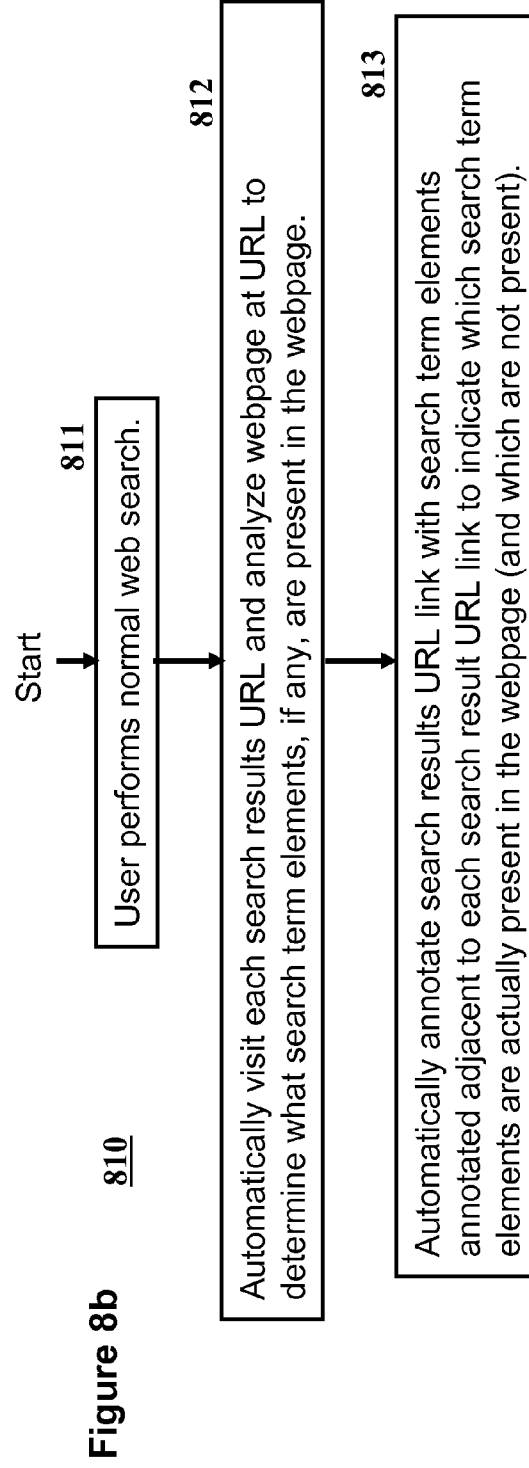 Figure 8b
810
Start
811
User performs normal web search.
812
Automatically visit each search results URL and analyze webpage at URL to
determine what search term elements, if any, are present in the webpage.
813
Automatically annotate search results URL link with search term elements
annotated adjacent to each search result URL link to indicate which search term
elements are actually present in the webpage (and which are not present).